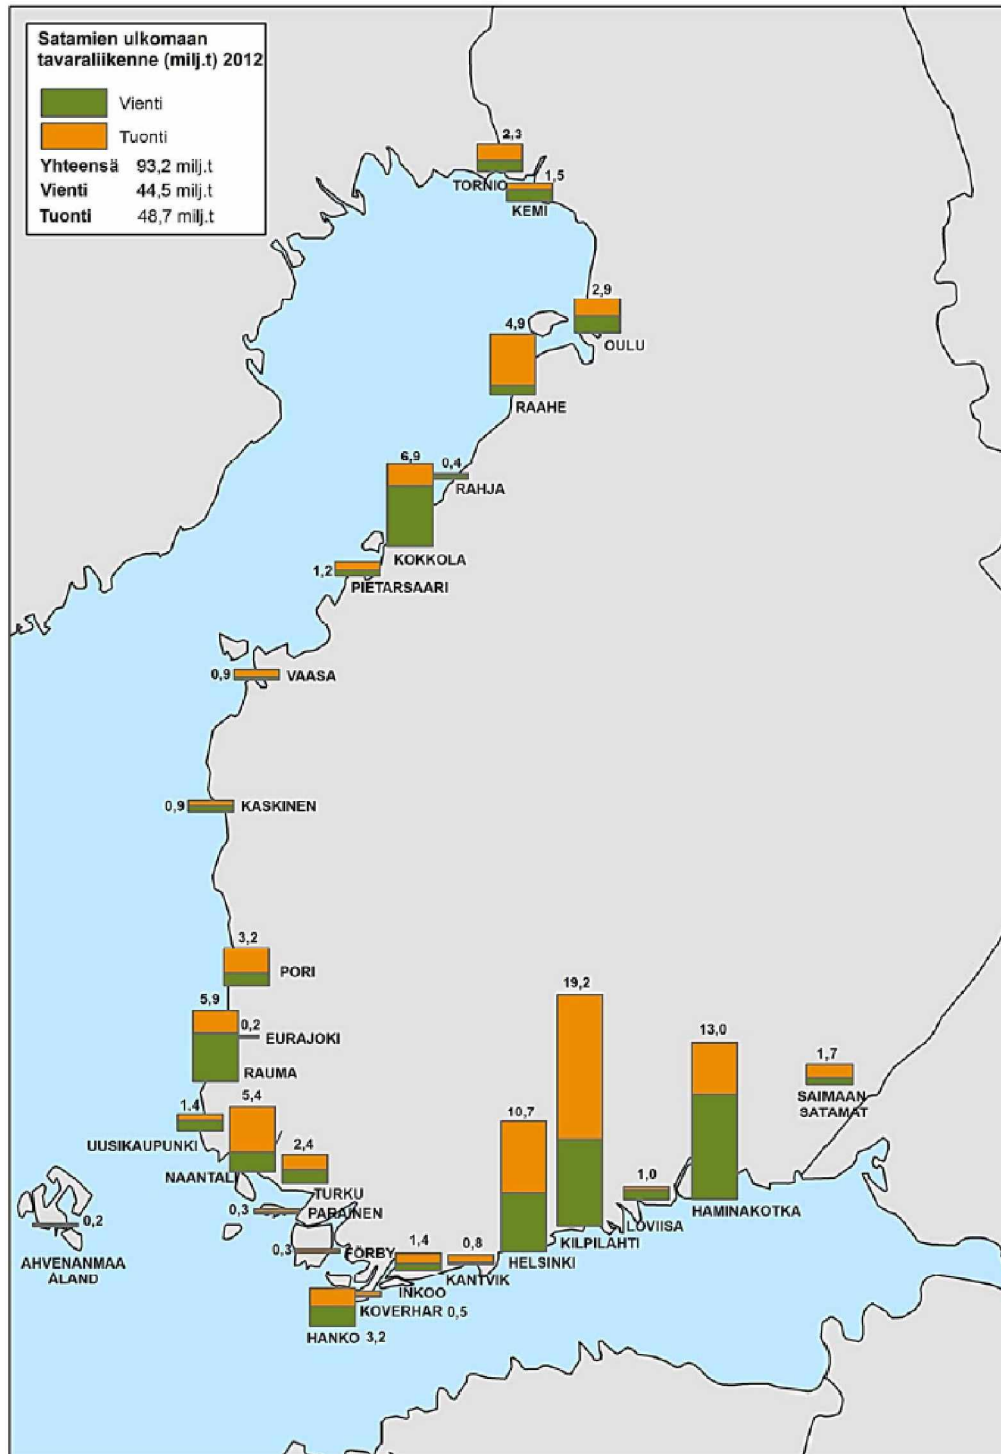 Satamien ulkomaan
tavaraliikenne (milj.t) 2012
Vienti
Tuonti
Yhteensä 93,2 milj.t
Vienti 44,5 milj.t
Tuonti 48,7 milj.t
2,3
TORNIO
1,5
KEMI
2,9
OULU
4,9
RAAHE
6,9
KOKKOLA
0,4
RAHJA
1,2
PIETARSAARI
0,9 VAASA
0,9 KASKINEN
3,2
PORI
5,9
RAUMA
0,2
EURAJOKI
1.4
UUSIKAUPUNKI
5,4
NAANTALI
2,4
TURKU
0,3 PARAINEN
0,3 FÖRBY
0,2
AHVENANMAA
ÅLAND
1,4
INKOO
0,8
KANTVIK
KOVERHAR 0,5
HANKO 3,2
10,7
HELSINKI
19,2
KILPILAHTI
1,0
LOVIISA
13,0
HAMINAKOTKA
1,7
SAIMAAN
SATAMAT